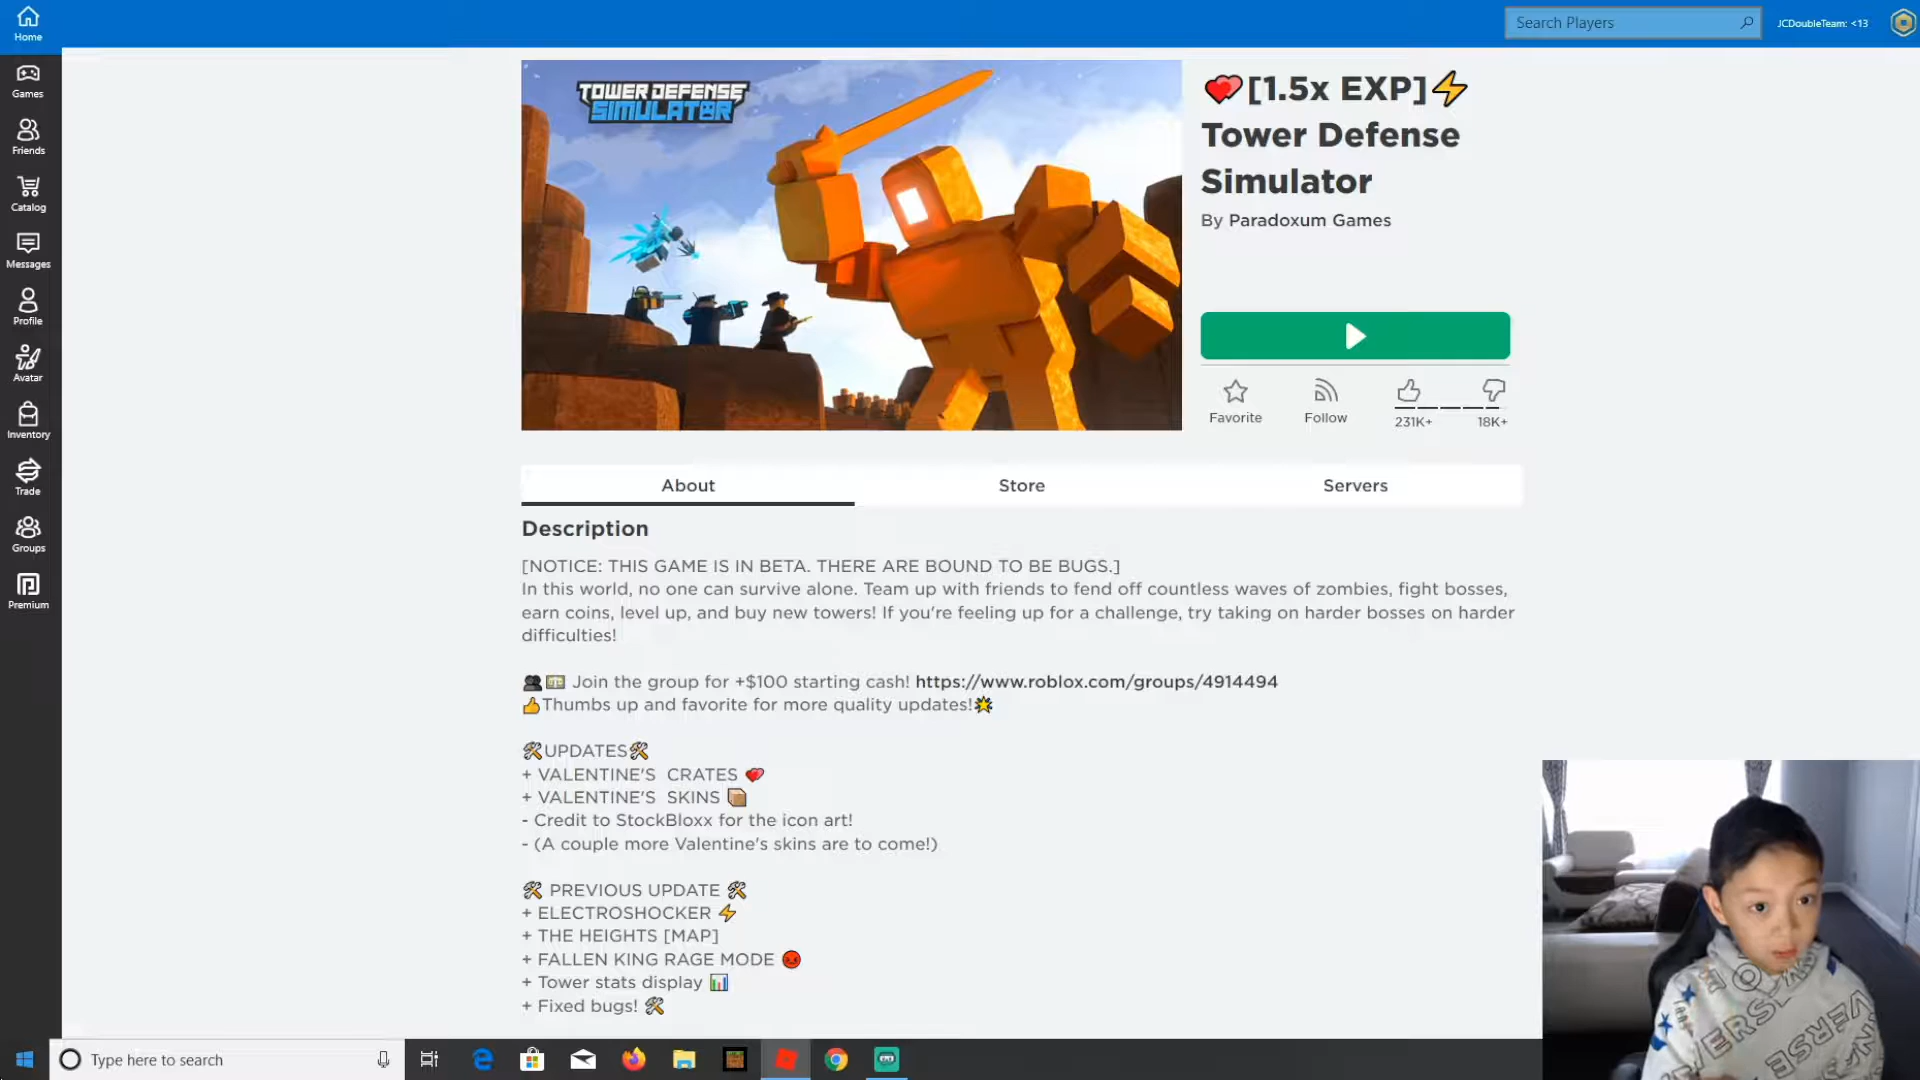 Home
Search Players
JCDoubleTeam: <13
Games
Friends
Catalog
Messages
Profile
Avatar
Inventory
Trade
Groups
Premium
TOWER DEFENSE
SIMULATOR
❤️[1.5x EXP]⚡
Tower Defense
Simulator
By Paradoxum Games
Favorite
Follow
231K+
18K+
About
Store
Servers
Description
[NOTICE: THIS GAME IS IN BETA. THERE ARE BOUND TO BE BUGS.]
In this world, no one can survive alone. Team up with friends to fend off countless waves of zombies, fight bosses,
earn coins, level up, and buy new towers! If you're feeling up for a challenge, try taking on harder bosses on harder
difficulties!
👥💵 Join the group for +$100 starting cash! https://www.roblox.com/groups/4914494
👍Thumbs up and favorite for more quality updates!🌟
🛠UPDATES🛠
+ VALENTINE'S CRATES 💕
+ VALENTINE'S SKINS 📦
- Credit to StockBloxx for the icon art!
- (A couple more Valentine's skins are to come!)
🛠 PREVIOUS UPDATE 🛠
+ ELECTROSHOCKER ⚡
+ THE HEIGHTS [MAP]
+ FALLEN KING RAGE MODE 😡
+ Tower stats display 📊
+ Fixed bugs! 🛠
Type here to search